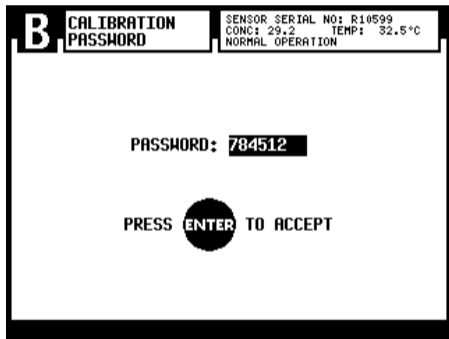 B
CALIBRATION
PASSWORD
SENSOR SERIAL NO: R10599
CONC: 29.2 TEMP: 32.5°C
NORMAL OPERATION
PASSWORD: 784512
PRESS ENTER TO ACCEPT